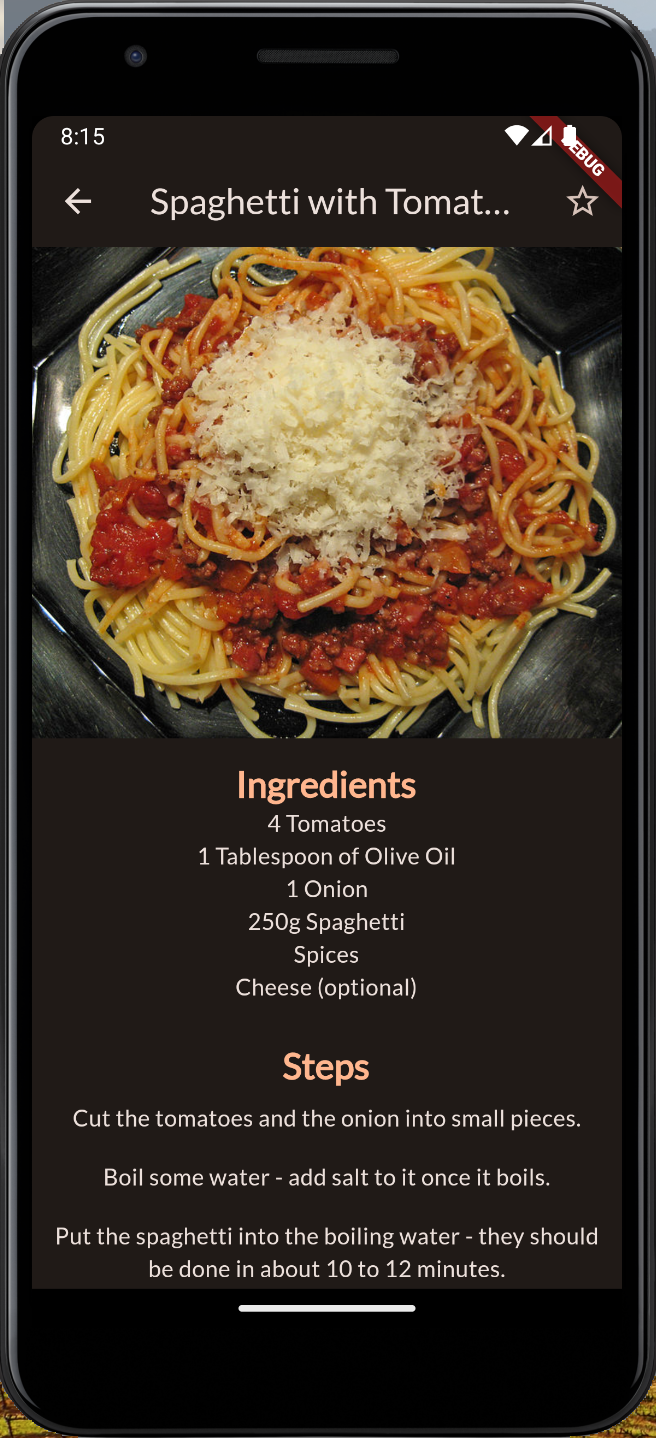 8:15
Spaghetti with Tomat...
Ingredients
4 Tomatoes
1 Tablespoon of Olive Oil
1 Onion
250g Spaghetti
Spices
Cheese (optional)
Steps
Cut the tomatoes and the onion into small pieces.
Boil some water - add salt to it once it boils.
Put the spaghetti into the boiling water - they should
be done in about 10 to 12 minutes.